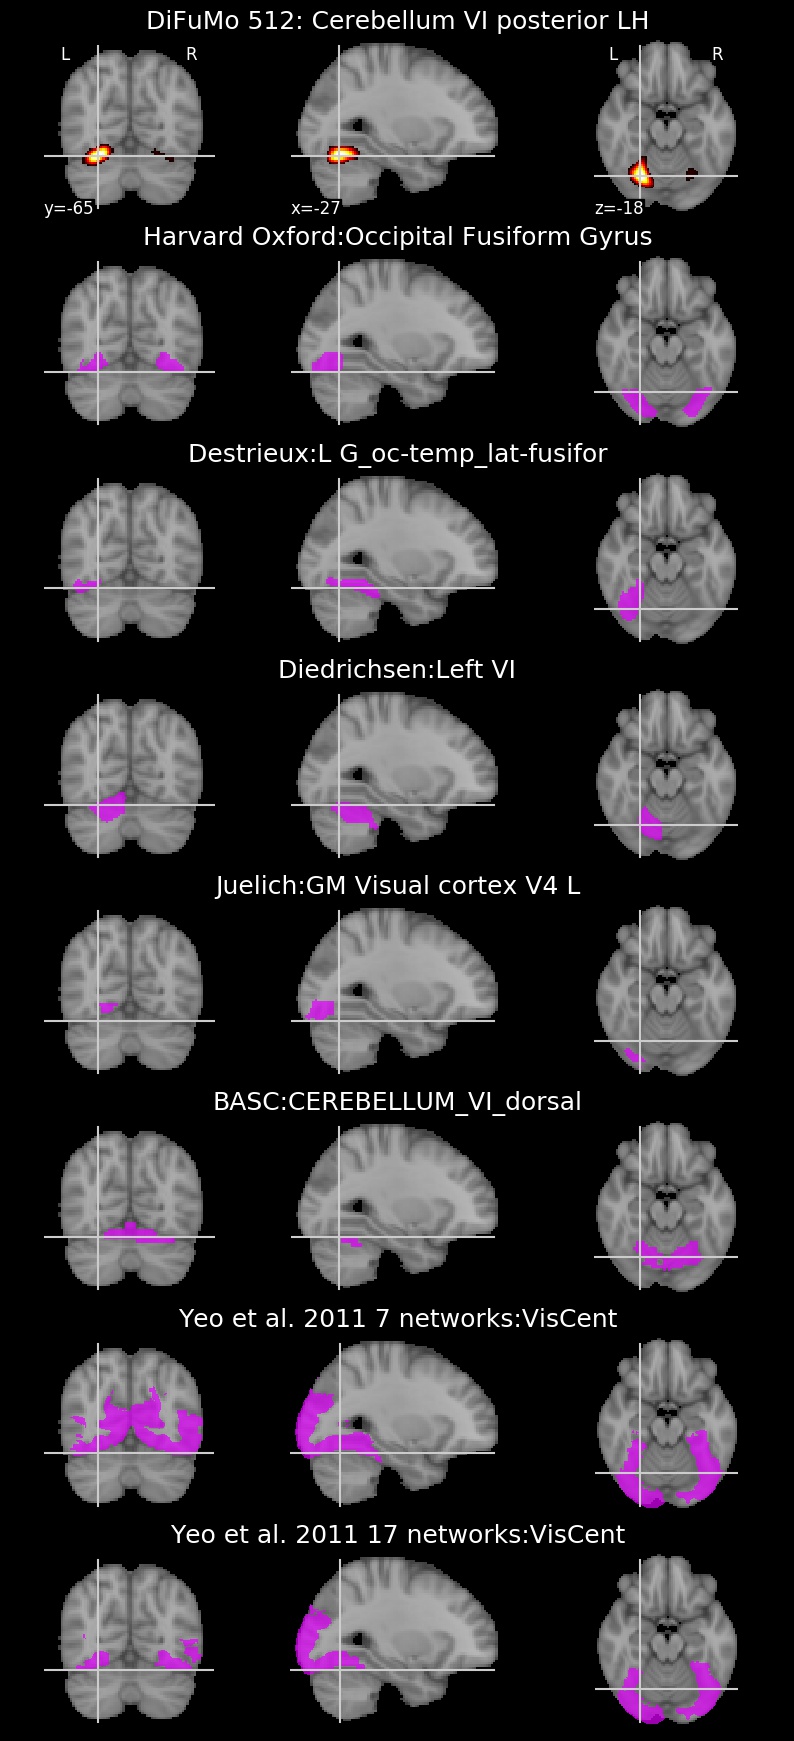 DiFuMo 512: Cerebellum VI posterior LH
L R L R
y=-65 x=-27 z=-18
Harvard Oxford:Occipital Fusiform Gyrus
Destrieux:L G_oc-temp_lat-fusifor
Diedrichsen:Left VI
Juelich:GM Visual cortex V4 L
BASC:CEREBELLUM_VI_dorsal
Yeo et al. 2011 7 networks:VisCent
Yeo et al. 2011 17 networks:VisCent